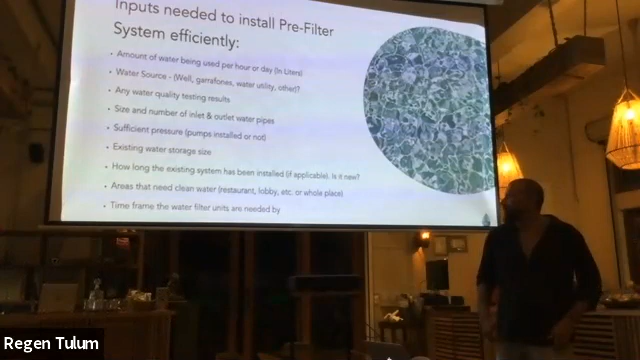 Inputs needed to install Pre-Filter
System efficiently:
• Amount of water being used per hour or day (In Liters)
• Water Source - (Well, garrafones, water utility, other)?
• Any water quality testing results
• Size and number of inlet & outlet water pipes
• Sufficient pressure (pumps installed or not)
• Existing water storage size
• How long the existing system has been installed (if applicable). Is it new?
• Areas that need clean water (restaurant, lobby, etc. or whole place)
• Time frame the water filter units are needed by
Regen Tulum